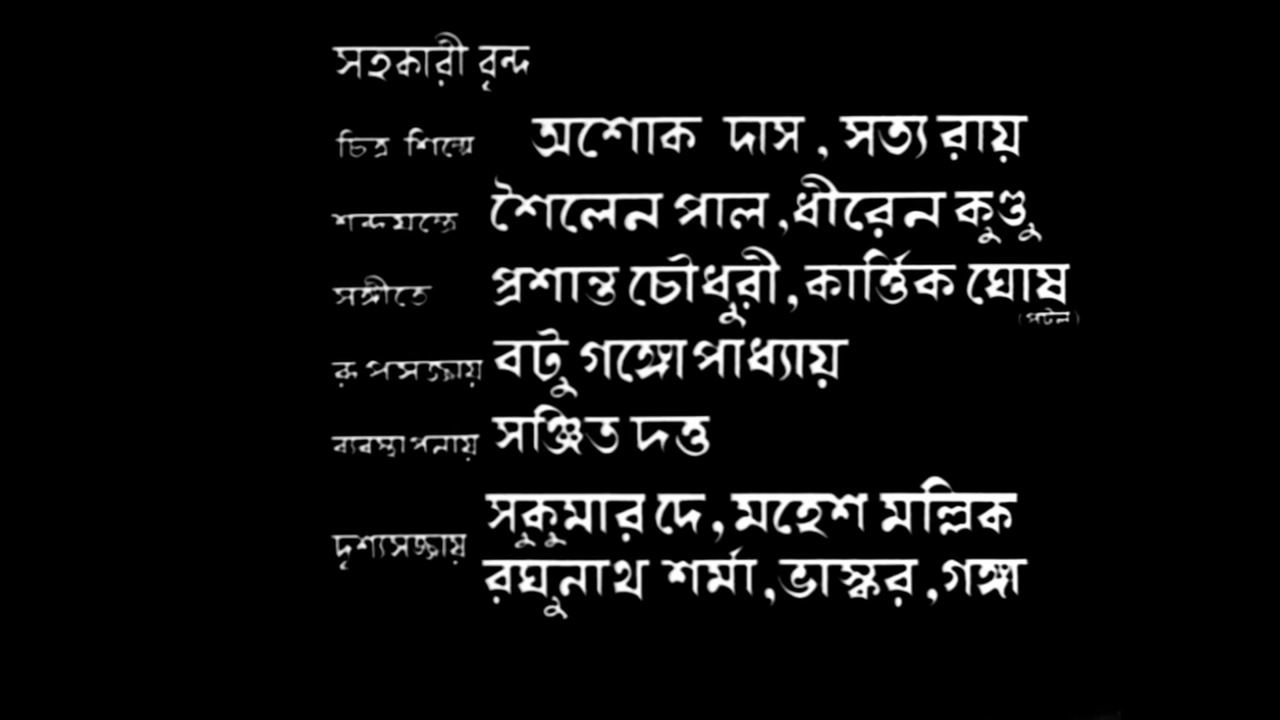 সহকারী বৃন্দ
চিত্র শিল্পে অশোক দাস, সত্য রায়
শব্দযন্ত্রে শৈলেন পাল, ধীরেন কুণ্ডু
সঙ্গীতে প্রশান্ত চৌধুরী, কার্ত্তিক ঘোষ
(পটল)
রূপসজ্জায় বটু গঙ্গোপাধ্যায়
ব্যবস্থাপনায় সঞ্জিত দত্ত
দৃশ্যসজ্জায় সুকুমার দে, মহেশ মল্লিক
রঘুনাথ শর্মা, ভাস্কর, গঙ্গা